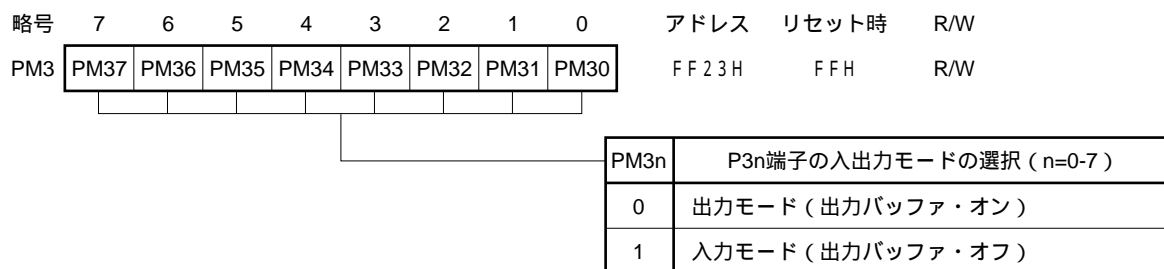 略号 7 6 5 4 3 2 1 0 アドレス リセット時 R/W
PM3 PM37 PM36 PM35 PM34 PM33 PM32 PM31 PM30 FF23H FFH R/W
PM3n P3n端子の入出力モードの選択（n=0-7）
0 出力モード（出力バッファ・オン）
1 入力モード（出力バッファ・オフ）